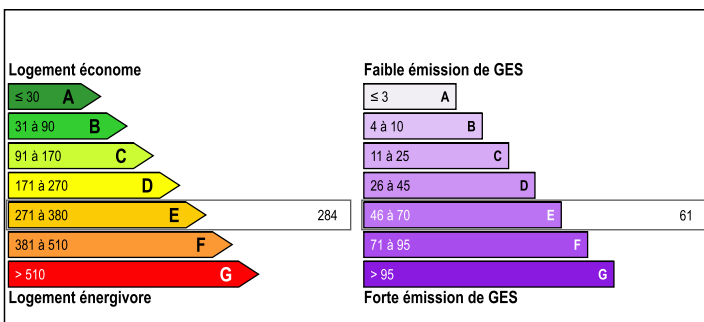 Logement économe
≤ 30 A
31 à 90 B
91 à 170 C
171 à 270 D
271 à 380 E 284
381 à 510 F
> 510 G
Logement énergivore
Faible émission de GES
≤ 3 A
4 à 10 B
11 à 25 C
26 à 45 D
46 à 70 E 61
71 à 95 F
> 95 G
Forte émission de GES